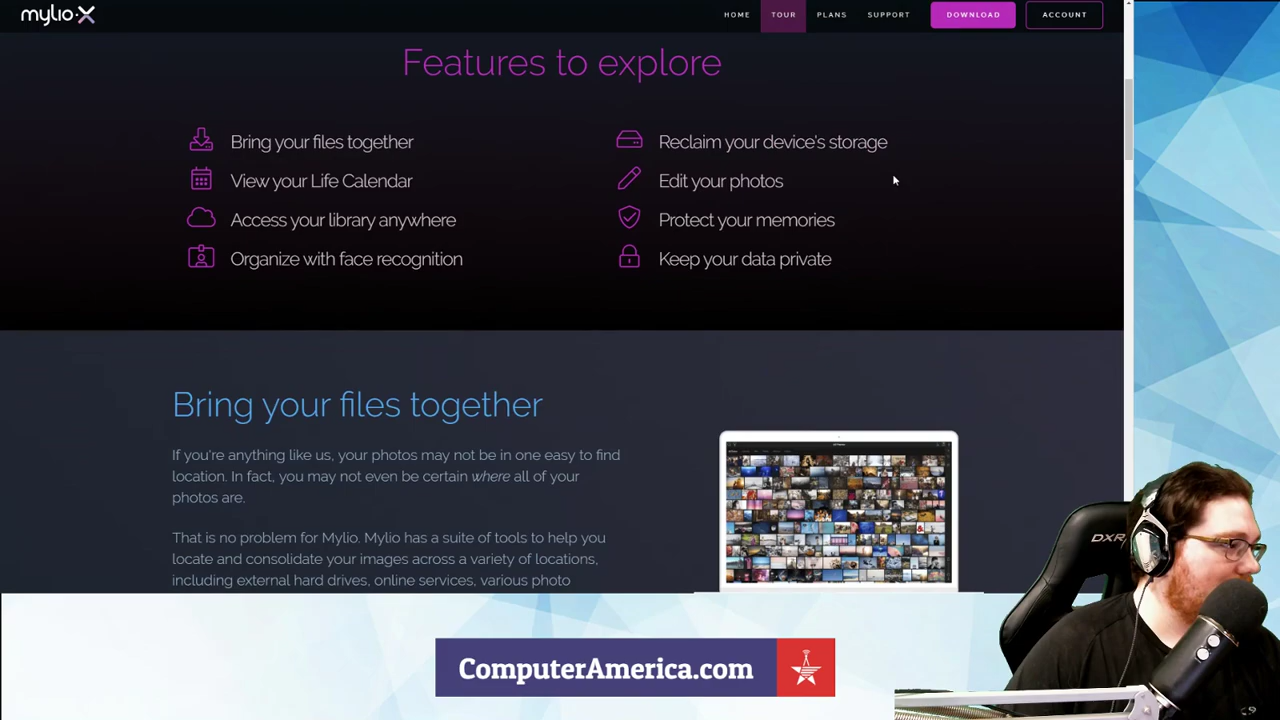 mylio·X
HOME TOUR PLANS SUPPORT DOWNLOAD ACCOUNT
Features to explore
Bring your files together
View your Life Calendar
Access your library anywhere
Organize with face recognition
Reclaim your device's storage
Edit your photos
Protect your memories
Keep your data private
Bring your files together
If you're anything like us, your photos may not be in one easy to find
location. In fact, you may not even be certain where all of your
photos are.
That is no problem for Mylio. Mylio has a suite of tools to help you
locate and consolidate your images across a variety of locations,
including external hard drives, online services, various photo
DXR
ComputerAmerica.com